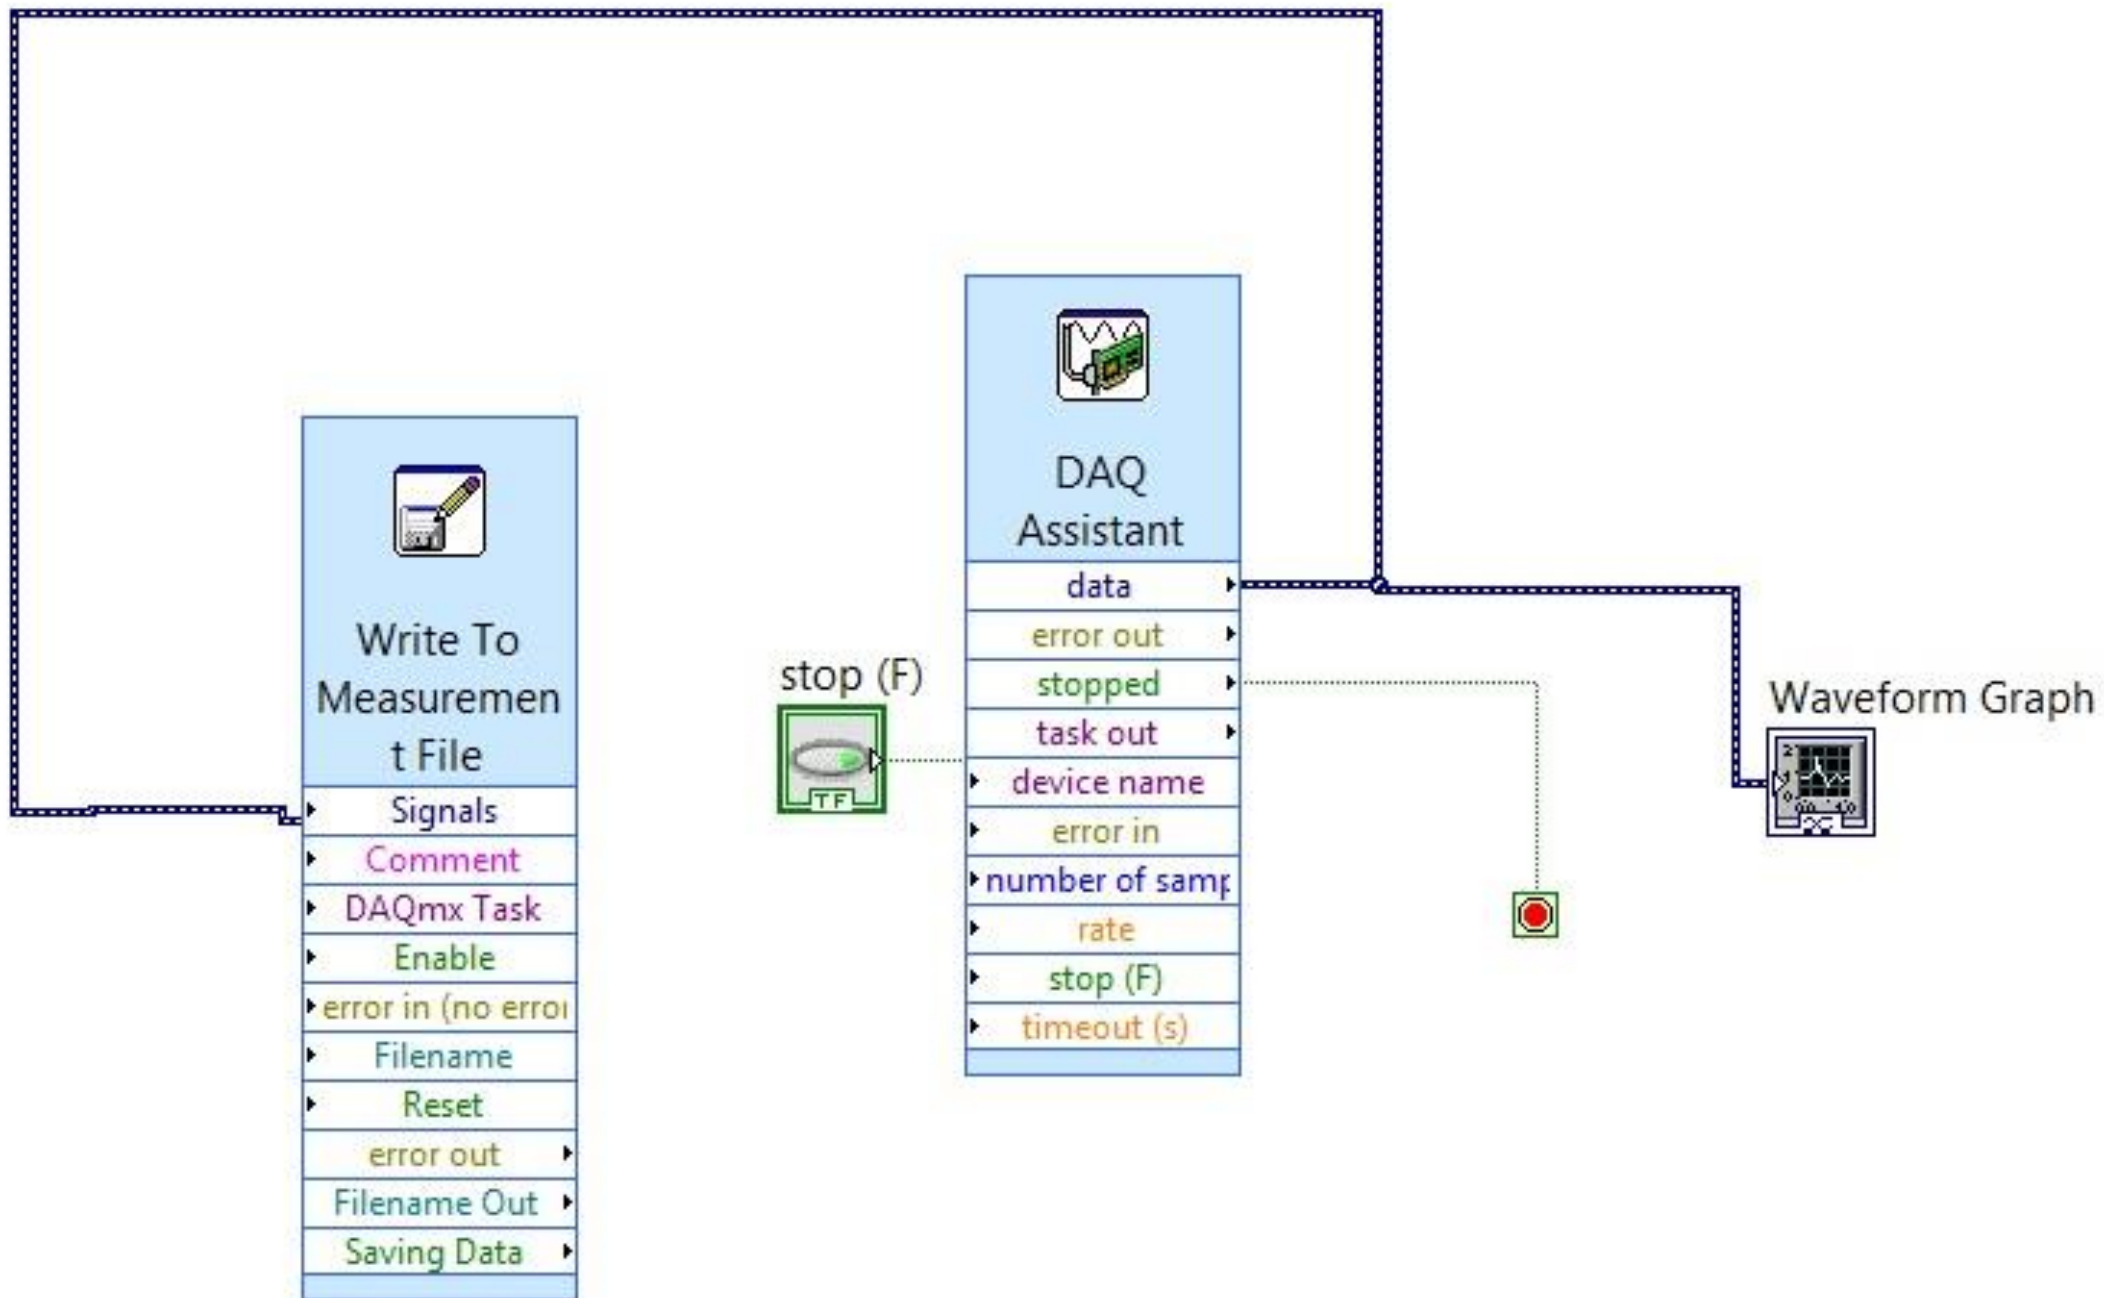 Write To
Measuremen
t File
Signals
Comment
DAQmx Task
Enable
error in (no error
Filename
Reset
error out
Filename Out
Saving Data
stop (F)
TF
DAQ
Assistant
data
error out
stopped
task out
device name
error in
number of samp
rate
stop (F)
timeout (s)
Waveform Graph